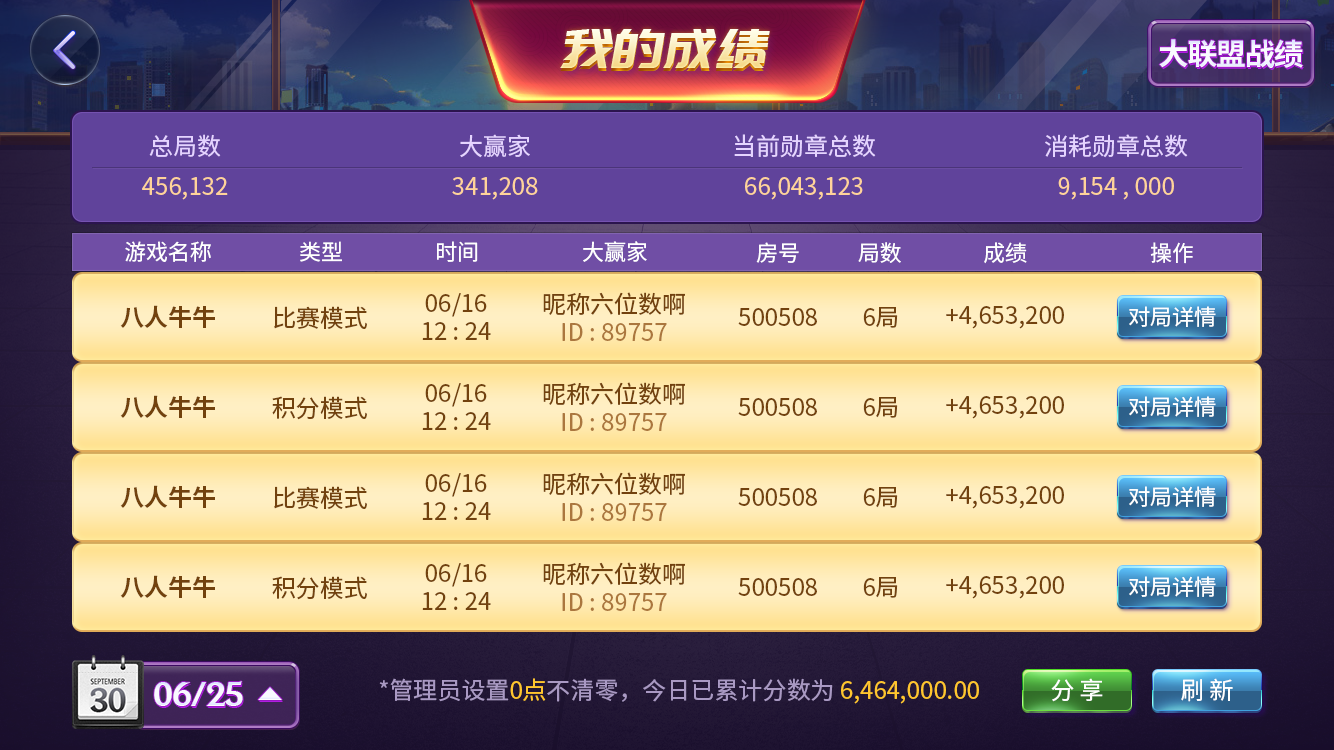 我的成绩
大联盟战绩
总局数 大赢家 当前勋章总数 消耗勋章总数
456,132 341,208 66,043,123 9,154 , 000
游戏名称 类型 时间 大赢家 房号 局数 成绩 操作
八人牛牛 比赛模式 06/16 昵称六位数啊 500508 6局 +4,653,200 对局详情
12 : 24 ID : 89757
八人牛牛 积分模式 06/16 昵称六位数啊 500508 6局 +4,653,200 对局详情
12 : 24 ID : 89757
八人牛牛 比赛模式 06/16 昵称六位数啊 500508 6局 +4,653,200 对局详情
12 : 24 ID : 89757
八人牛牛 积分模式 06/16 昵称六位数啊 500508 6局 +4,653,200 对局详情
12 : 24 ID : 89757
SEPTEMBER
30
06/25
*管理员设置0点不清零，今日已累计分数为 6,464,000.00
分 享
刷 新